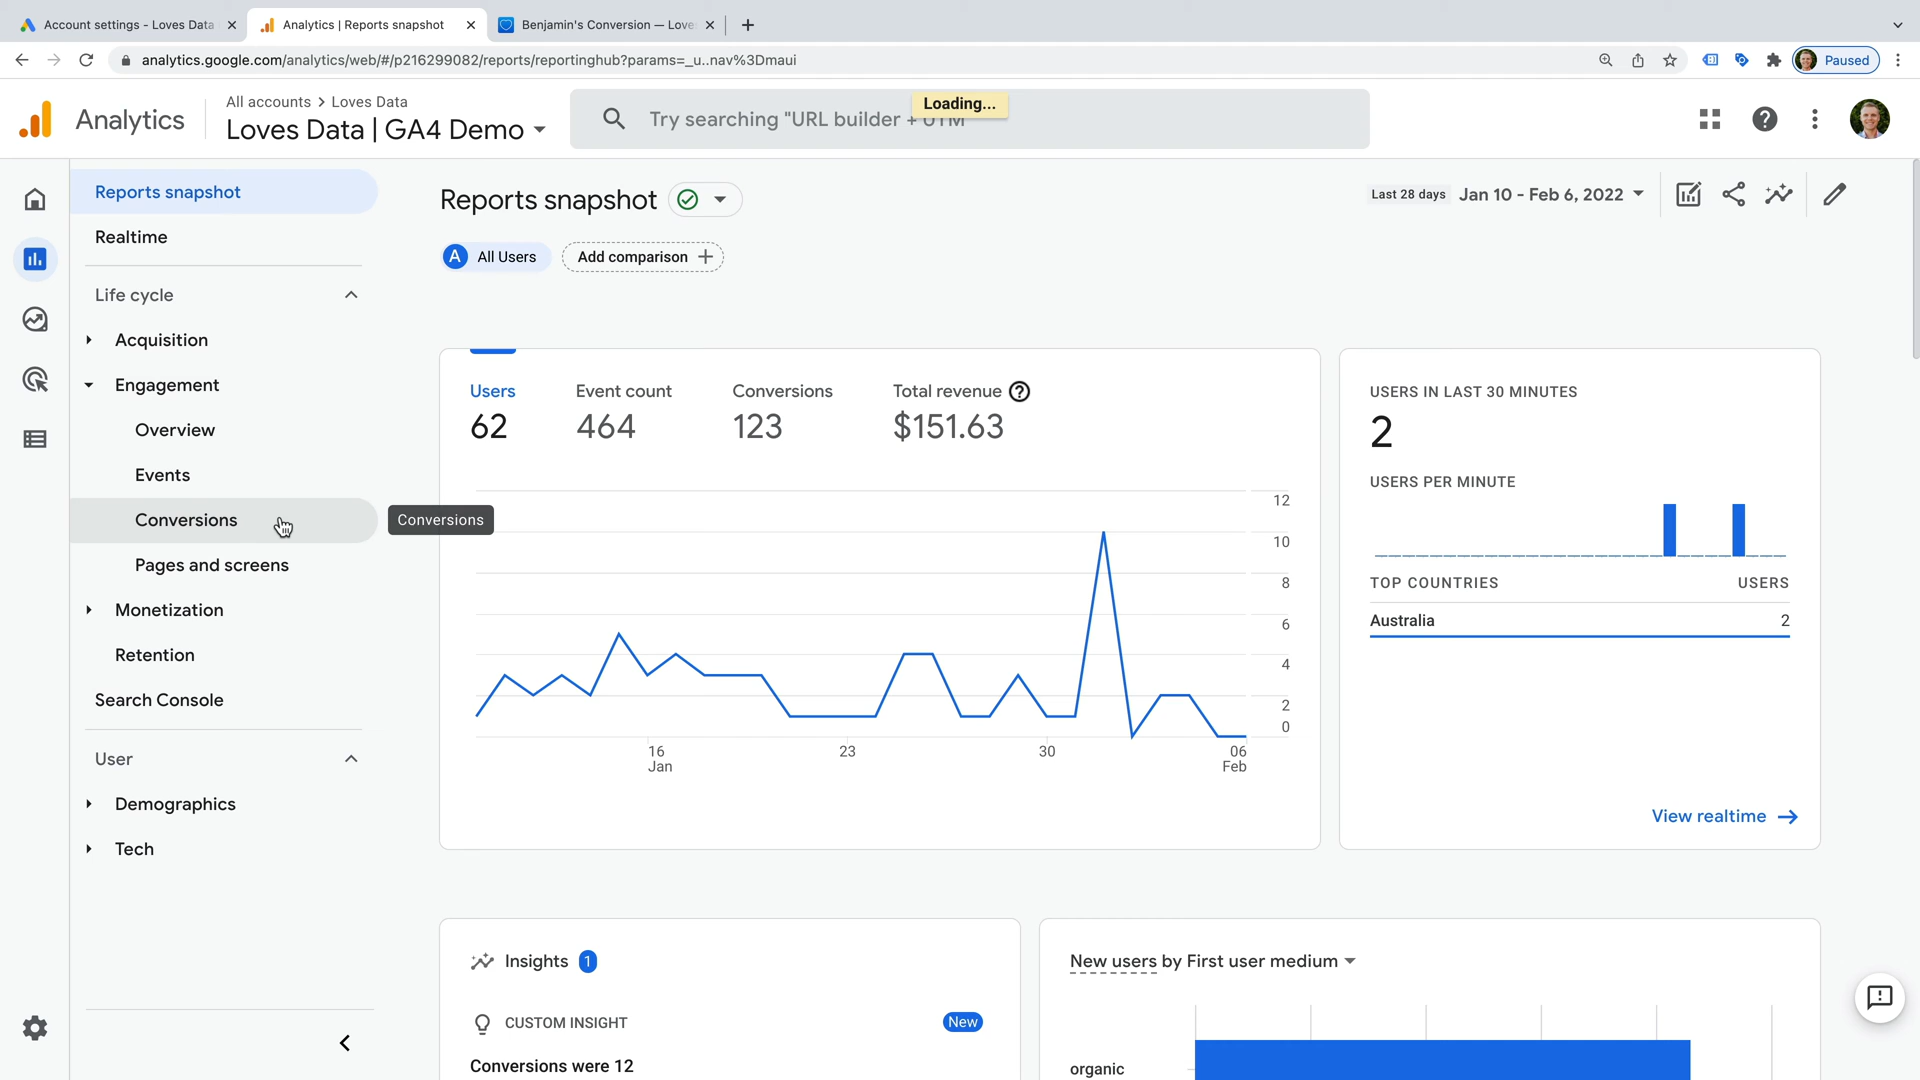 Account settings - Loves Data
Analytics | Reports snapshot
Benjamin's Conversion — Love
analytics.google.com/analytics/web/#/p216299082/reports/reportinghub?params=_u..nav%3Dmaui
Paused
Analytics
All accounts > Loves Data
Loves Data | GA4 Demo
Try searching "URL builder + UTM
Loading...
Reports snapshot
Realtime
Life cycle
Acquisition
Engagement
Overview
Events
Conversions
Pages and screens
Monetization
Retention
Search Console
User
Demographics
Tech
Conversions
Reports snapshot
Last 28 days Jan 10 - Feb 6, 2022
A All Users
Add comparison +
Users
62
Event count
464
Conversions
123
Total revenue
$151.63
12
10
8
6
4
2
0
16
Jan
23
30
06
Feb
USERS IN LAST 30 MINUTES
2
USERS PER MINUTE
TOP COUNTRIES USERS
Australia 2
View realtime
Insights 1
CUSTOM INSIGHT New
Conversions were 12
New users by First user medium
organic